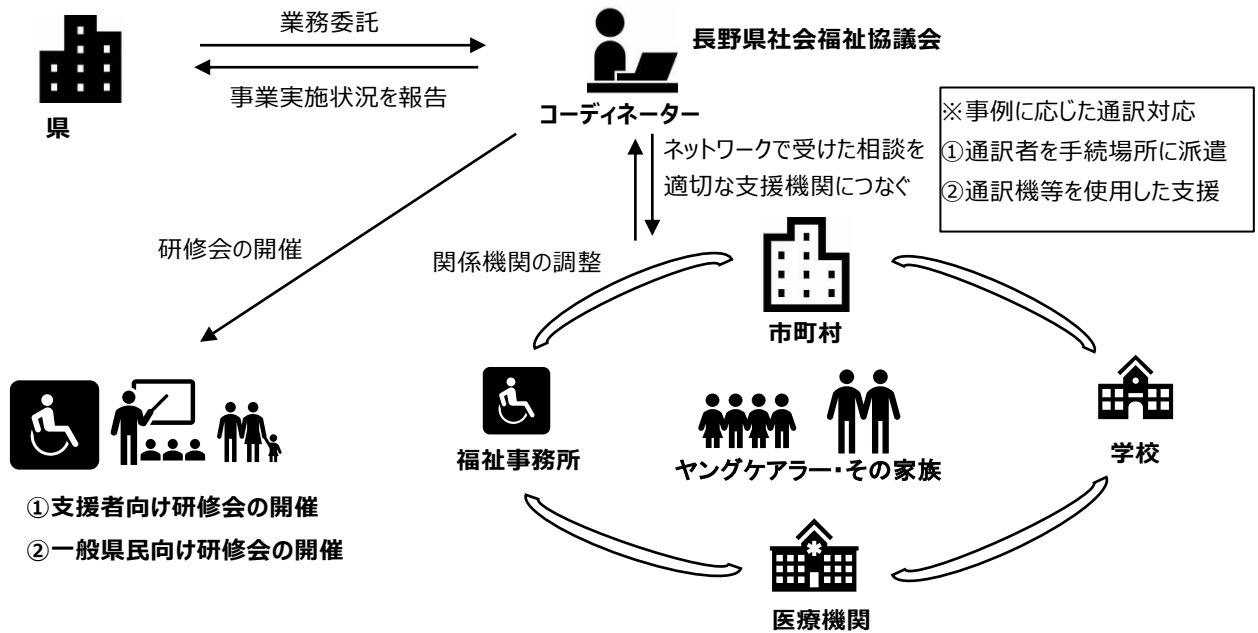 業務委託
長野県社会福祉協議会
事業実施状況を報告
県
コーディネーター
※事例に応じた通訳対応
①通訳者を手続場所に派遣
②通訳機等を使用した支援
ネットワークで受けた相談を
適切な支援機関につなぐ
研修会の開催
関係機関の調整
市町村
福祉事務所
ヤングケアラー・その家族
学校
①支援者向け研修会の開催
②一般県民向け研修会の開催
医療機関